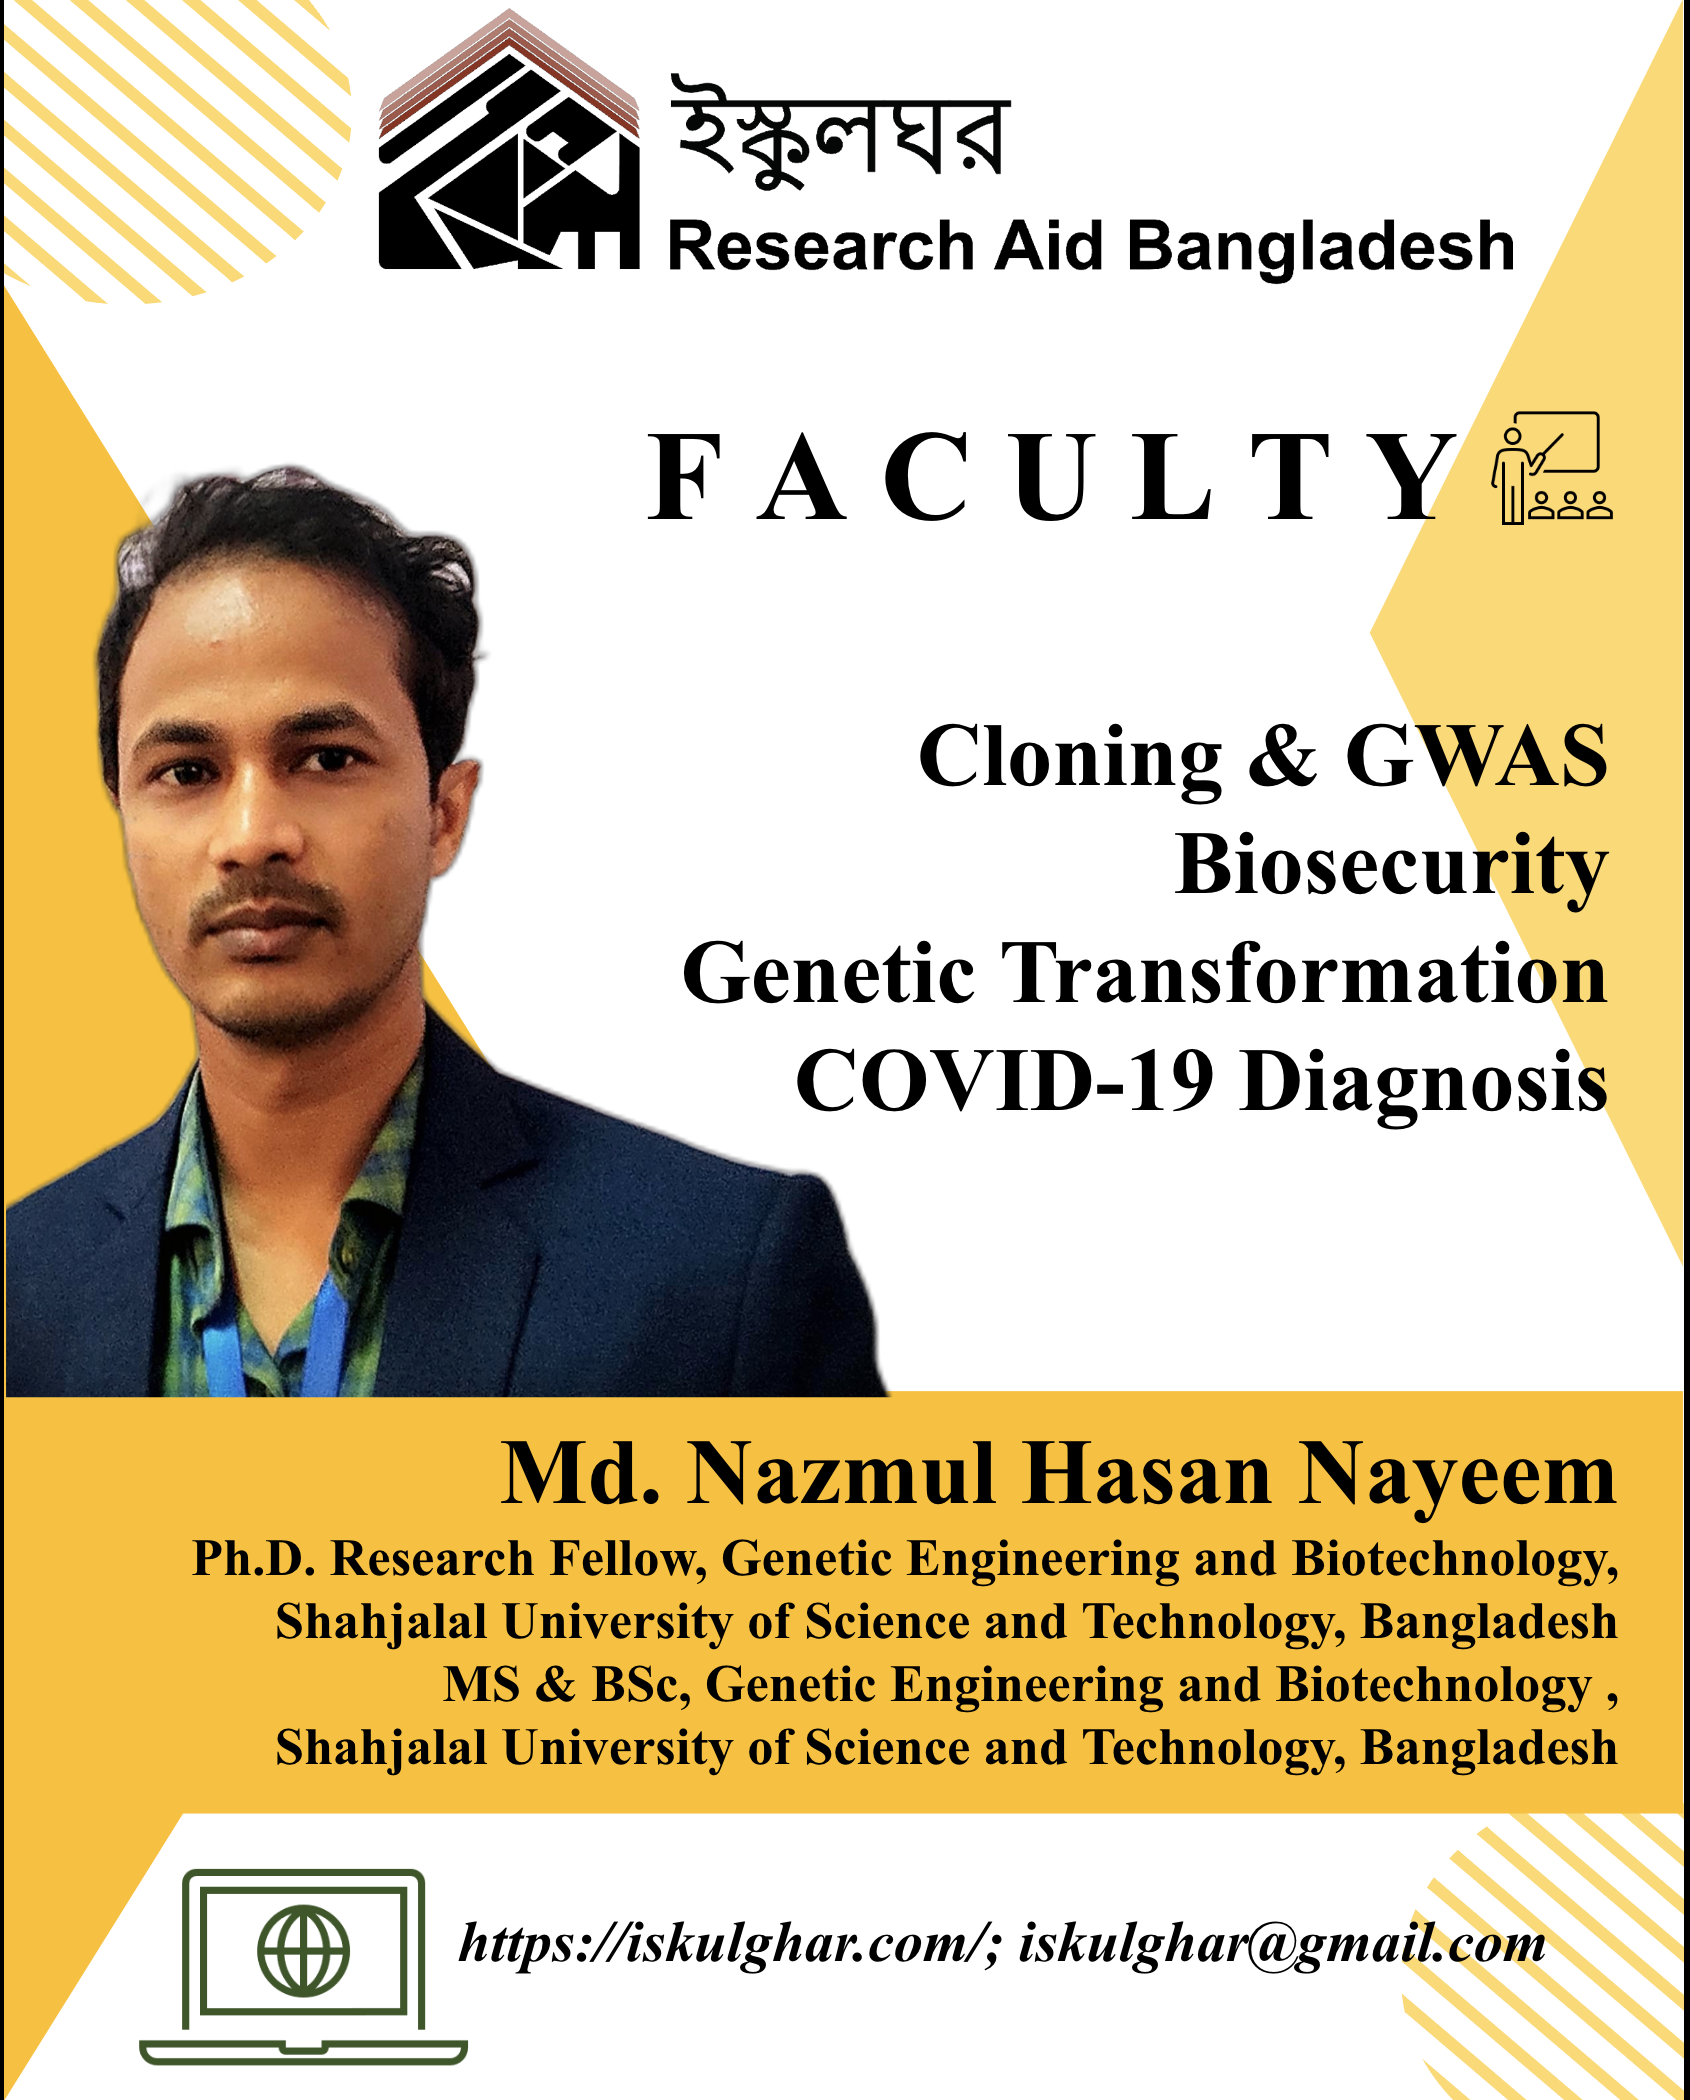 ইস্কুলঘর
Research Aid Bangladesh
FACULTY
Cloning & GWAS
Biosecurity
Genetic Transformation
COVID-19 Diagnosis
Md. Nazmul Hasan Nayeem
Ph.D. Research Fellow, Genetic Engineering and Biotechnology,
Shahjalal University of Science and Technology, Bangladesh
MS & BSc, Genetic Engineering and Biotechnology ,
Shahjalal University of Science and Technology, Bangladesh
https://iskulghar.com/; iskulghar@gmail.com